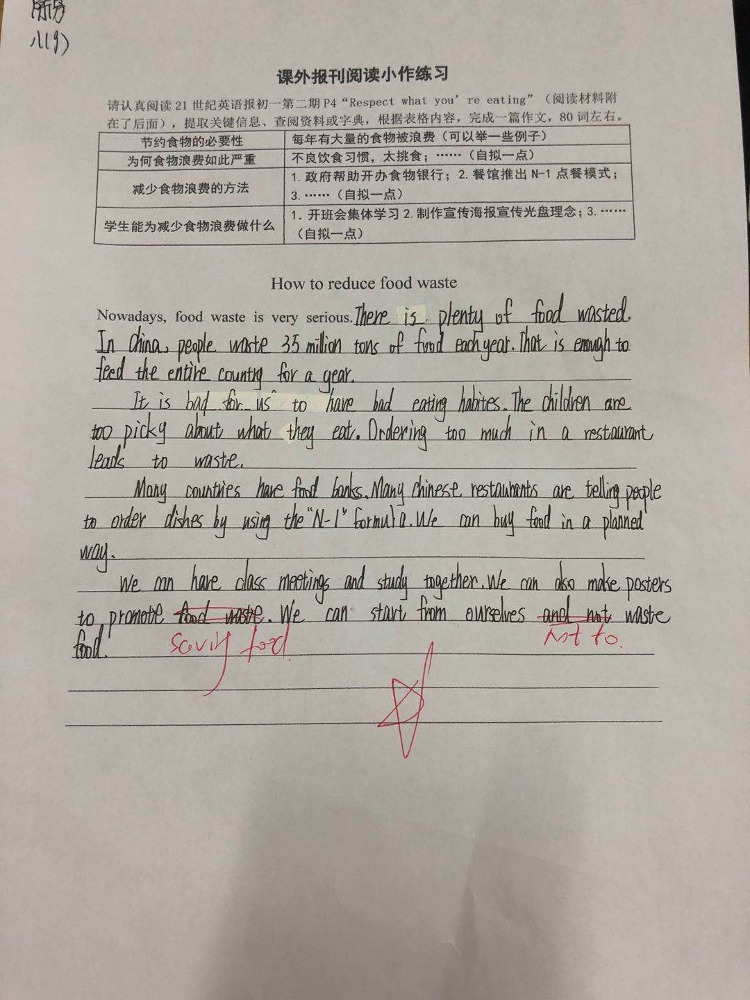 八(9)
课外报刊阅读小作练习
请认真阅读 21 世纪英语报初一第二期 P4 “Respect what you’re eating”（阅读材料附
在了后面），提取关键信息、查阅资料或字典，根据表格内容，完成一篇作文，80 词左右。
节约食物的必要性 每年有大量的食物被浪费（可以举一些例子）
为何食物浪费如此严重 不良饮食习惯，太挑食；……（自拟一点）
减少食物浪费的方法 1. 政府帮助开办食物银行；2. 餐馆推出 N-1 点餐模式；
3. ……（自拟一点）
学生能为减少食物浪费做什么 1. 开班会集体学习 2. 制作宣传海报宣传光盘理念；3. ……
（自拟一点）
How to reduce food waste
Nowadays, food waste is very serious. There is plenty of food wasted.
In China, people waste 35 million tons of food each year. That is enough to
feed the entire country for a year.
It is bad for us to have bad eating habites. The children are
too picky about what they eat. Ordering too much in a restaurant
leads to waste.
Many countries have food banks. Many chinese restaurants are telling people
to order dishes by using the "N-1" formula. We can buy food in a planned
way.
We can have class meetings and study together. We can also make posters
to promote food waste. We can start from ourselves and not waste
food. saving food. not to.